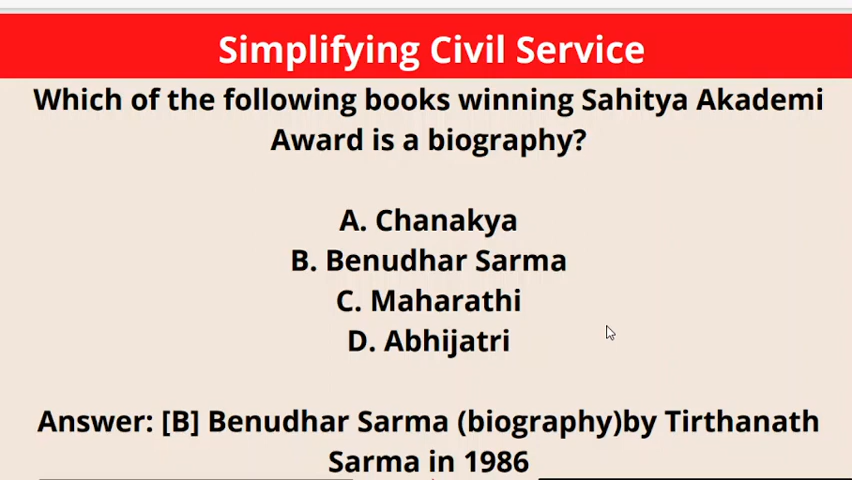 Simplifying Civil Service
Which of the following books winning Sahitya Akademi
Award is a biography?
A. Chanakya
B. Benudhar Sarma
C. Maharathi
D. Abhijatri
Answer: [B] Benudhar Sarma (biography)by Tirthanath
Sarma in 1986